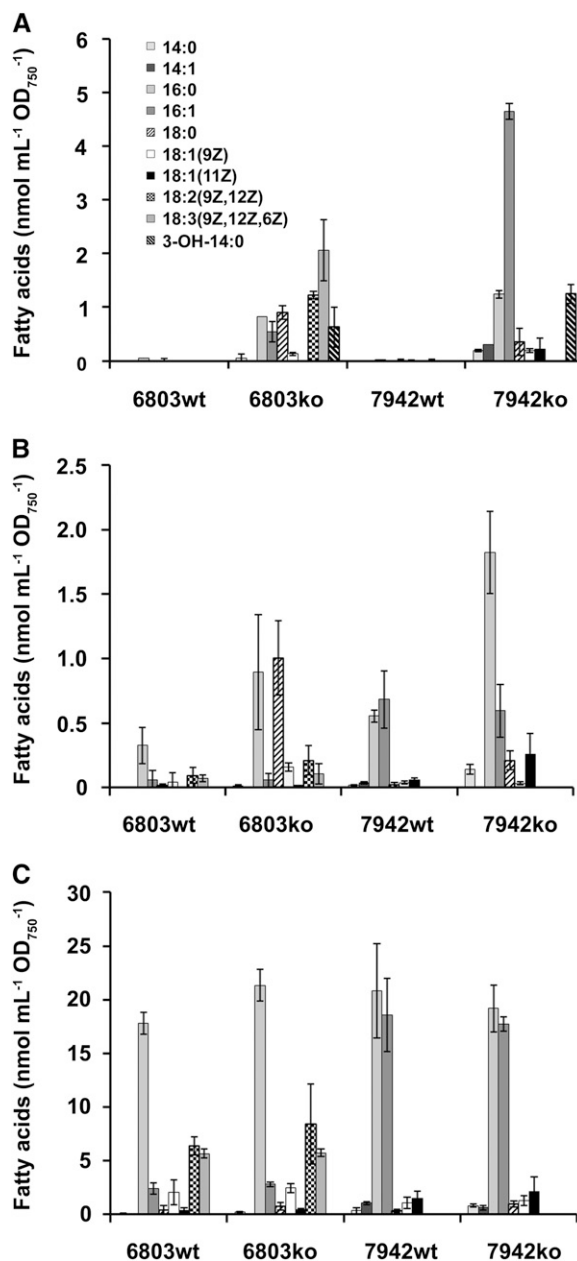 A
Fatty acids (nmol mL⁻¹ OD₇₅₀⁻¹)
6
5
4
3
2
1
0
14:0
14:1
16:0
16:1
18:0
18:1(9Z)
18:1(11Z)
18:2(9Z,12Z)
18:3(9Z,12Z,6Z)
3-OH-14:0
6803wt 6803ko 7942wt 7942ko
B
Fatty acids (nmol mL⁻¹ OD₇₅₀⁻¹)
2.5
2.0
1.5
1.0
0.5
0
6803wt 6803ko 7942wt 7942ko
C
Fatty acids (nmol mL⁻¹ OD₇₅₀⁻¹)
30
25
20
15
10
5
0
6803wt 6803ko 7942wt 7942ko